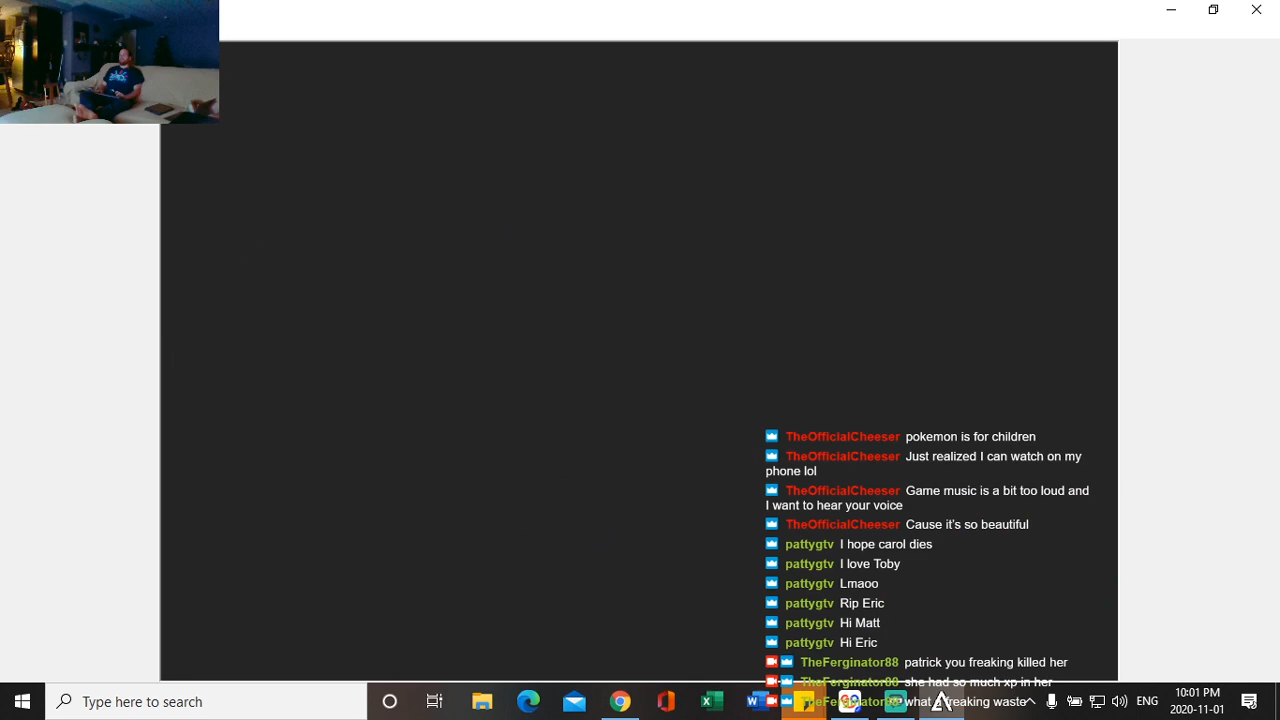 TheOfficialCheeser pokemon is for children
TheOfficialCheeser Just realized I can watch on my
phone lol
TheOfficialCheeser Game music is a bit too loud and
I want to hear your voice
TheOfficialCheeser Cause it's so beautiful
pattygtv I hope carol dies
pattygtv I love Toby
pattygtv Lmaoo
pattygtv Rip Eric
pattygtv Hi Matt
pattygtv Hi Eric
TheFerginator88 patrick you freaking killed her
TheFerginator88 she had so much xp in her
TheFerginator88 what a freaking waste
Type here to search
ENG
10:01 PM
2020-11-01